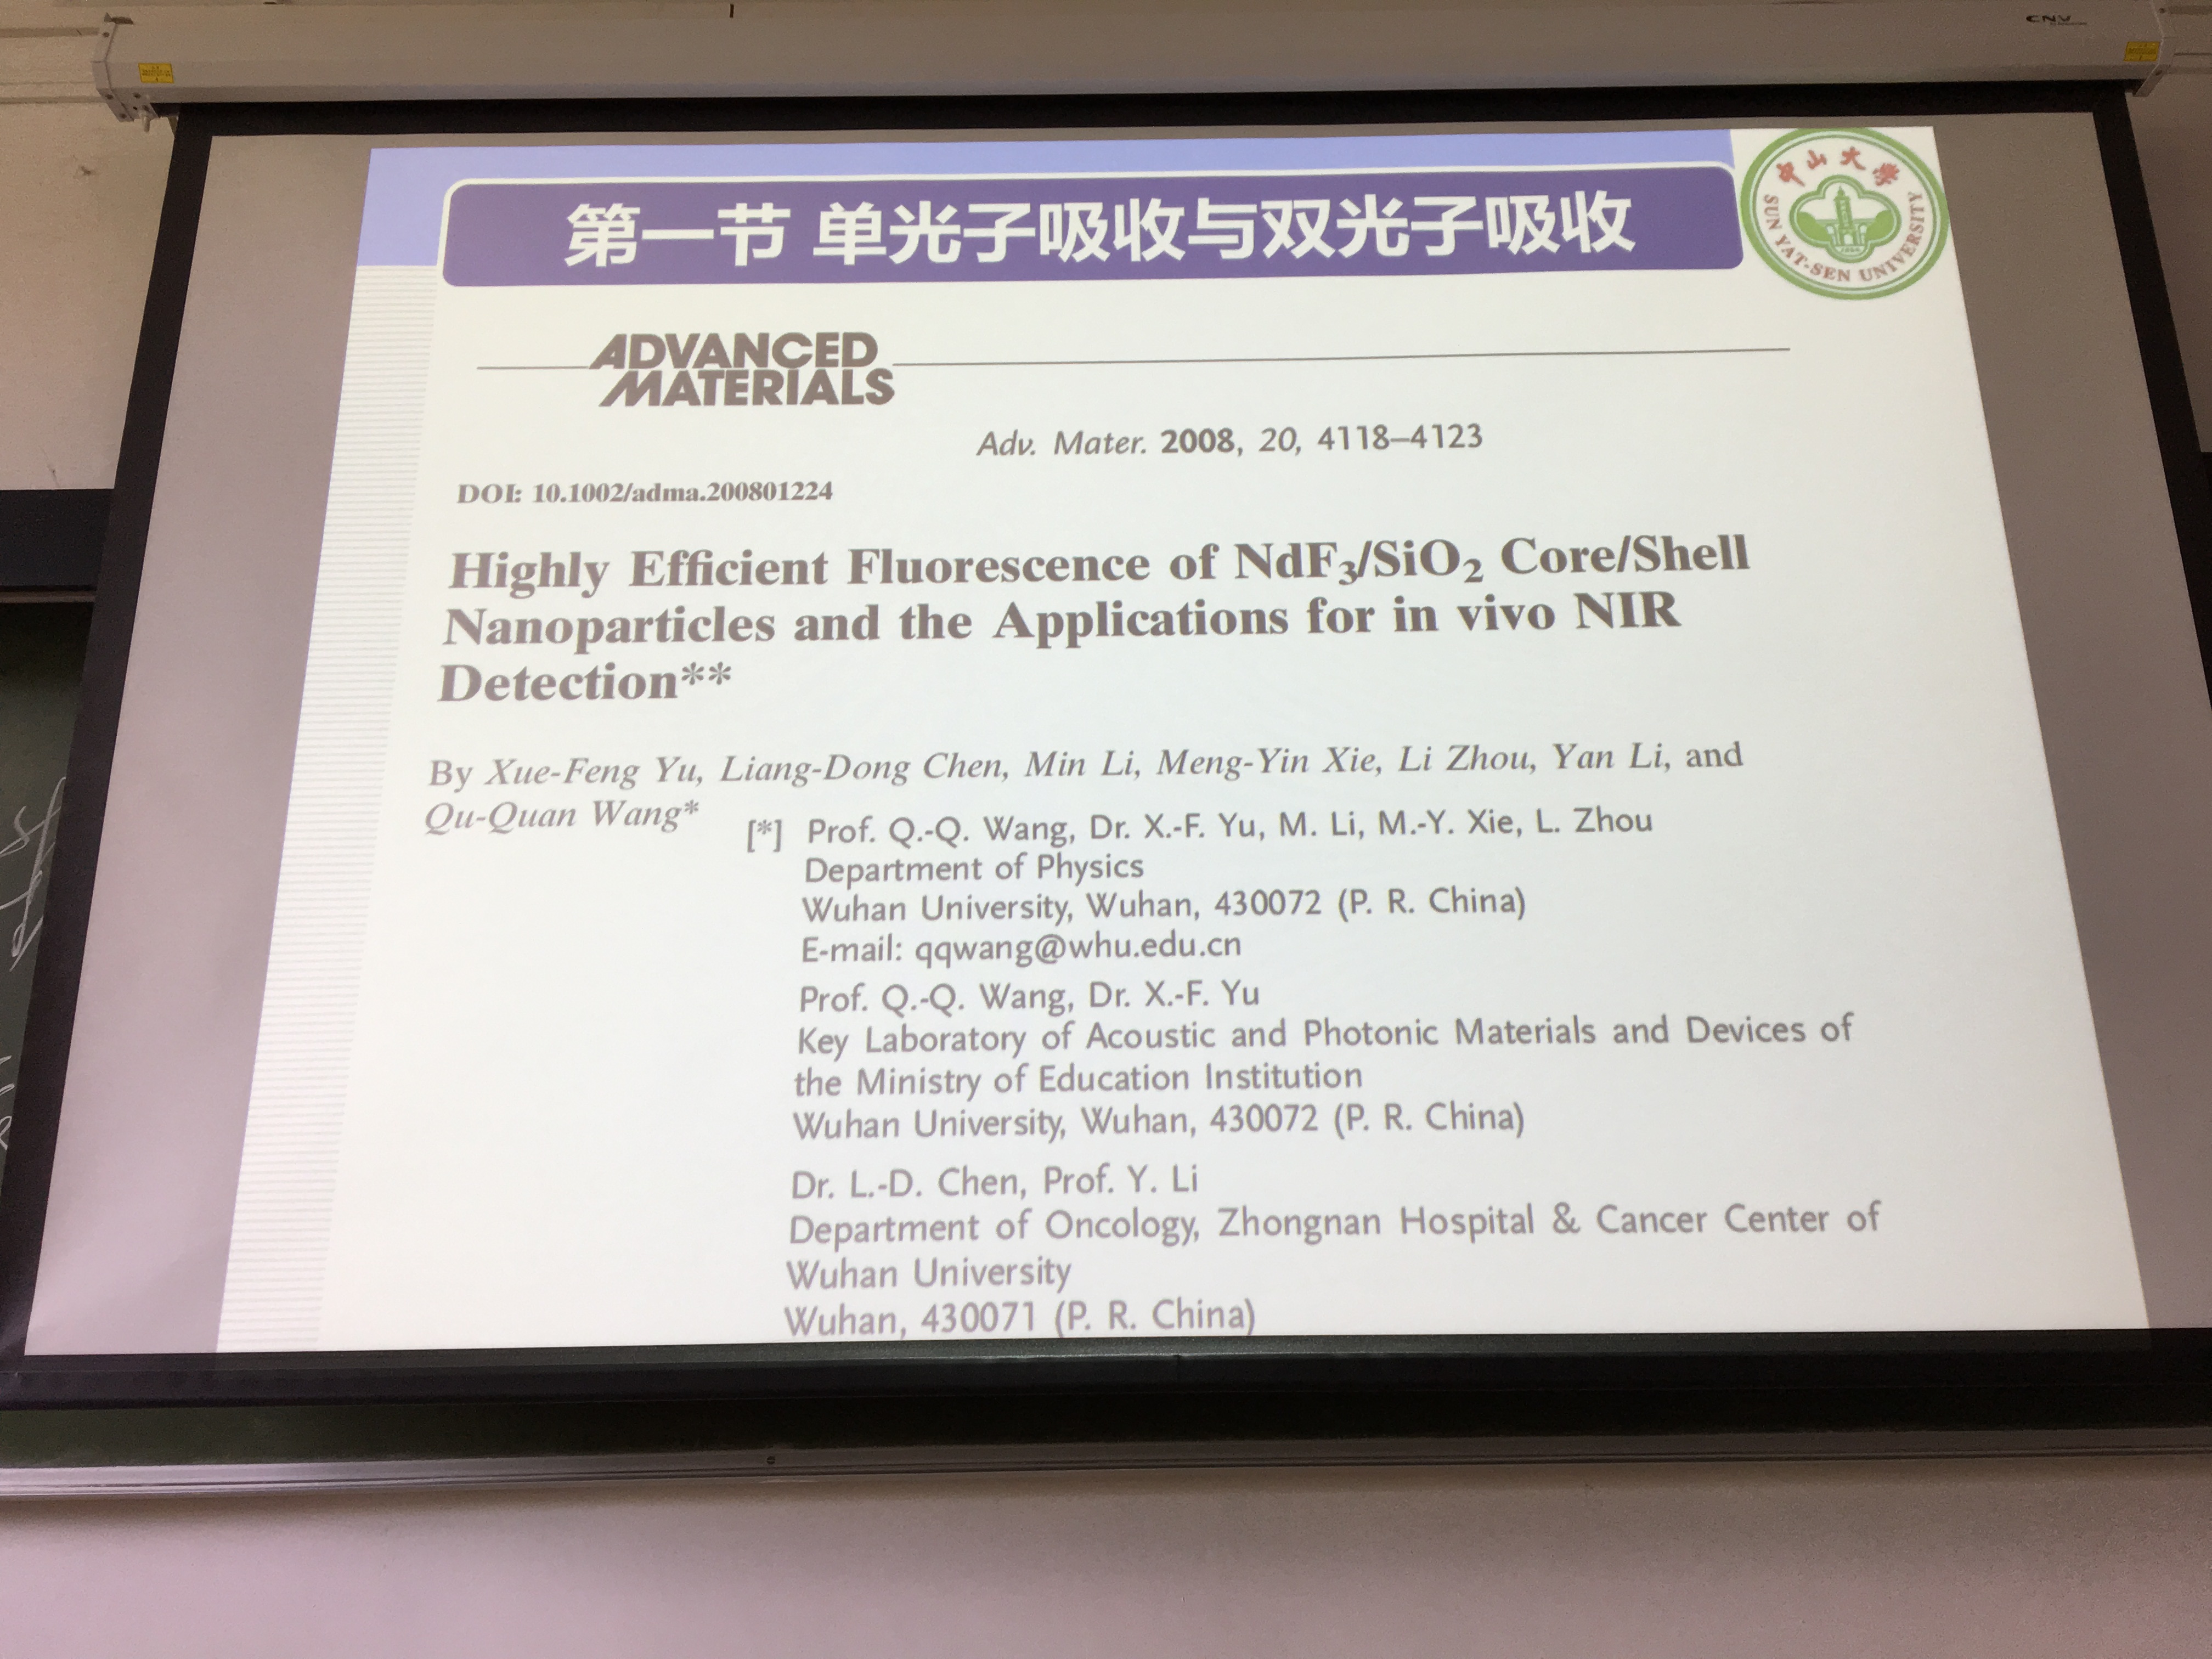 CNV
第一节 单光子吸收与双光子吸收
中山大学
SUN YAT-SEN UNIVERSITY
ADVANCED
MATERIALS
Adv. Mater. 2008, 20, 4118–4123
DOI: 10.1002/adma.200801224
Highly Efficient Fluorescence of NdF₃/SiO₂ Core/Shell
Nanoparticles and the Applications for in vivo NIR
Detection**
By Xue-Feng Yu, Liang-Dong Chen, Min Li, Meng-Yin Xie, Li Zhou, Yan Li, and
Qu-Quan Wang*
[*] Prof. Q.-Q. Wang, Dr. X.-F. Yu, M. Li, M.-Y. Xie, L. Zhou
Department of Physics
Wuhan University, Wuhan, 430072 (P. R. China)
E-mail: qqwang@whu.edu.cn
Prof. Q.-Q. Wang, Dr. X.-F. Yu
Key Laboratory of Acoustic and Photonic Materials and Devices of
the Ministry of Education Institution
Wuhan University, Wuhan, 430072 (P. R. China)
Dr. L.-D. Chen, Prof. Y. Li
Department of Oncology, Zhongnan Hospital & Cancer Center of
Wuhan University
Wuhan, 430071 (P. R. China)